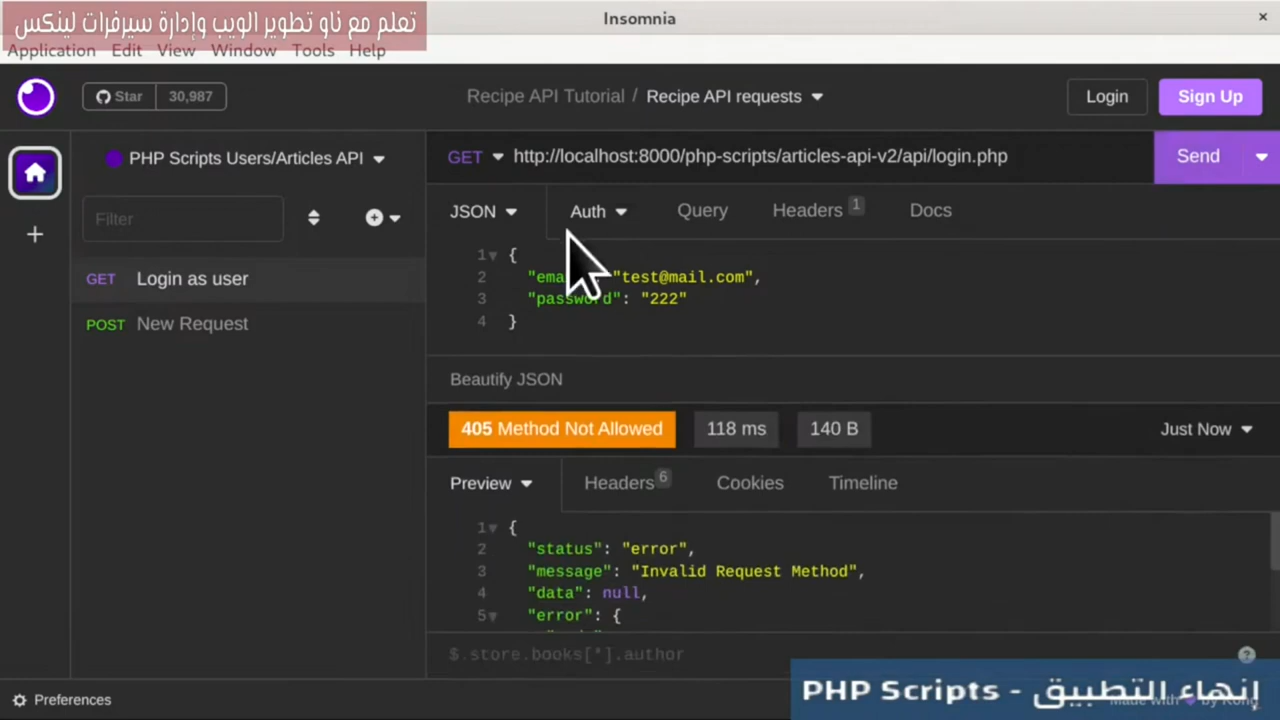 Insomnia
×
تعلم مع ناو تطوير الويب وإدارة سيرفرات لينكس
Application Edit View Window Tools Help
Star 30,987
Recipe API Tutorial / Recipe API requests
Login
Sign Up
PHP Scripts Users/Articles API
GET http://localhost:8000/php-scripts/articles-api-v2/api/login.php
Send
Filter
JSON Auth Query Headers 1 Docs
GET Login as user
POST New Request
1 {
2 "ema "test@mail.com",
3 "password": "222"
4 }
Beautify JSON
405 Method Not Allowed 118 ms 140 B Just Now
Preview Headers 6 Cookies Timeline
1 {
2 "status": "error",
3 "message": "Invalid Request Method",
4 "data": null,
5 "error": {
$.store.books[*].author
?
Preferences
إنهاء التطبيق - PHP Scripts
Made with by Kong